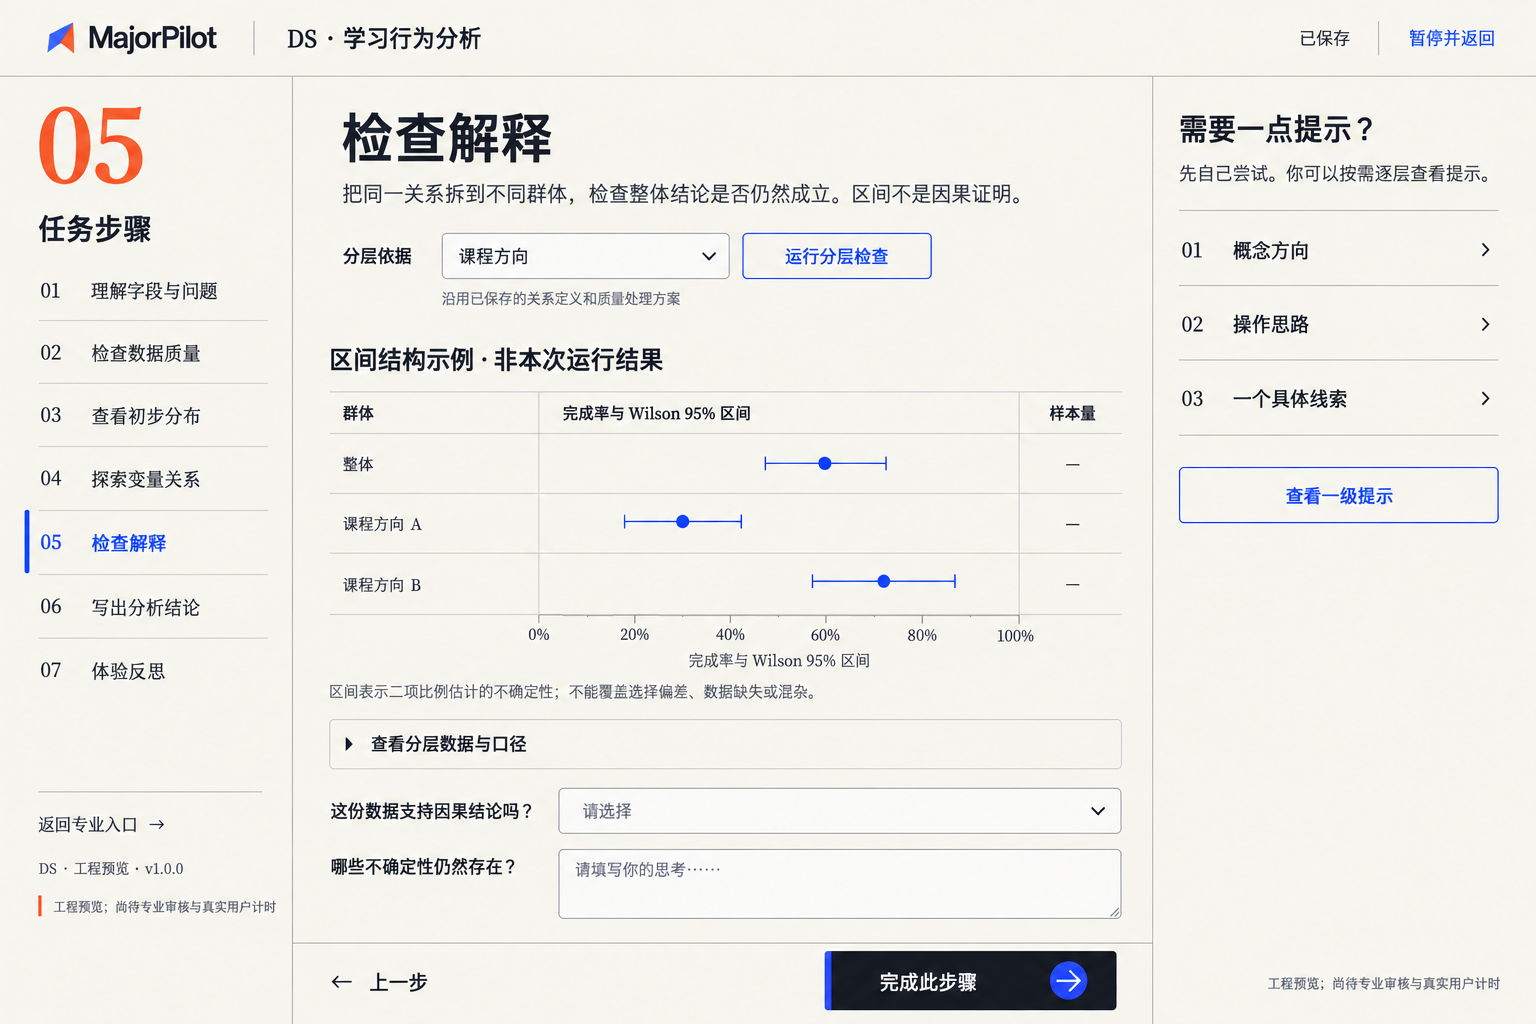 MajorPilot
DS · 学习行为分析
已保存
暂停并返回
05
任务步骤
01 理解字段与问题
02 检查数据质量
03 查看初步分布
04 探索变量关系
05 检查解释
06 写出分析结论
07 体验反思
返回专业入口 →
DS · 工程预览 · v1.0.0
工程预览；尚待专业审核与真实用户计时
检查解释
把同一关系拆到不同群体，检查整体结论是否仍然成立。区间不是因果证明。
分层依据
课程方向
运行分层检查
沿用已保存的关系定义和质量处理方案
区间结构示例 · 非本次运行结果
群体 完成率与 Wilson 95% 区间 样本量
整体 —
课程方向 A —
课程方向 B —
0% 20% 40% 60% 80% 100%
完成率与 Wilson 95% 区间
区间表示二项比例估计的不确定性；不能覆盖选择偏差、数据缺失或混杂。
查看分层数据与口径
这份数据支持因果结论吗？
请选择
哪些不确定性仍然存在？
请填写你的思考……
← 上一步
完成此步骤 →
需要一点提示？
先自己尝试。你可以按需逐层查看提示。
01 概念方向
02 操作思路
03 一个具体线索
查看一级提示
工程预览；尚待专业审核与真实用户计时